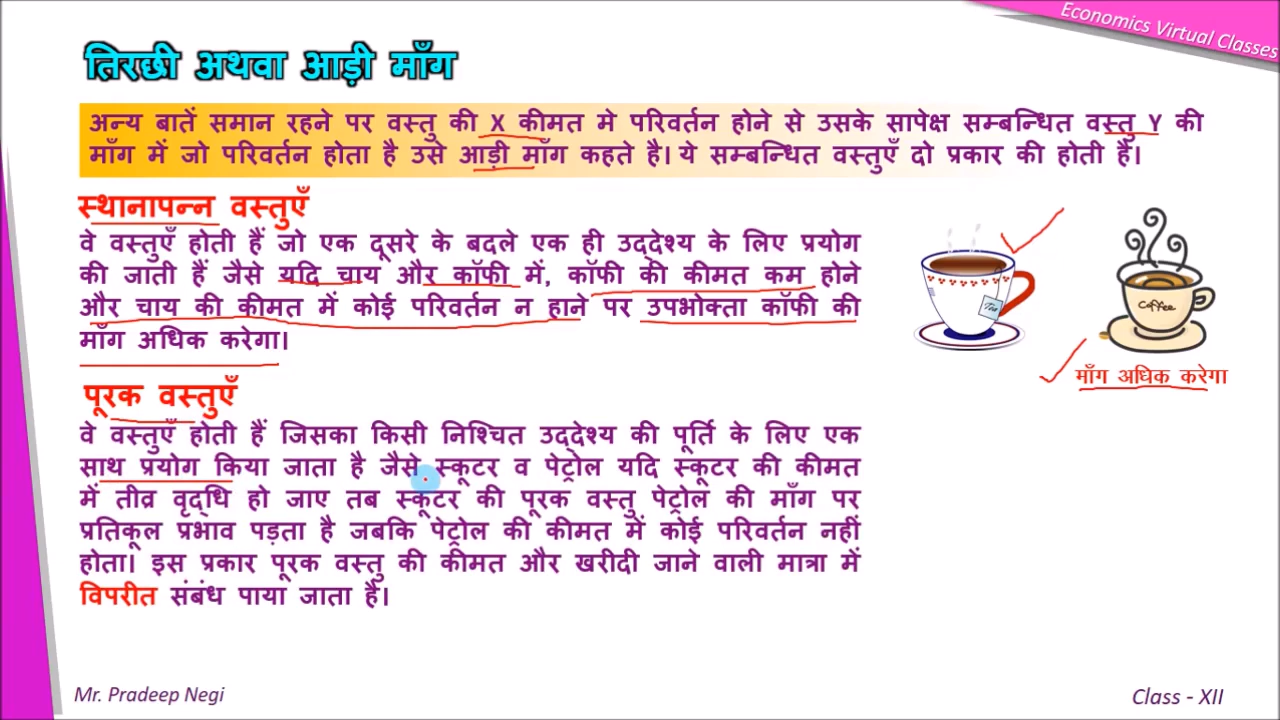 Economics Virtual Classes
तिरछी अथवा आड़ी माँग
अन्य बातें समान रहने पर वस्तु की X कीमत मे परिवर्तन होने से उसके सापेक्ष सम्बन्धित वस्तु Y की
माँग में जो परिवर्तन होता है उसे आड़ी माँग कहते है। ये सम्बन्धित वस्तुएँ दो प्रकार की होती है।
स्थानापन्न वस्तुएँ
वे वस्तुएँ होती हैं जो एक दूसरे के बदले एक ही उद्देश्य के लिए प्रयोग
की जाती हैं जैसे यदि चाय और कॉफी में, कॉफी की कीमत कम होने
और चाय की कीमत में कोई परिवर्तन न हाने पर उपभोक्ता कॉफी की
माँग अधिक करेगा।
Tea
Coffee
माँग अधिक करेगा
पूरक वस्तुएँ
वे वस्तुएँ होती हैं जिसका किसी निश्चित उद्देश्य की पूर्ति के लिए एक
साथ प्रयोग किया जाता है जैसे स्कूटर व पेट्रोल यदि स्कूटर की कीमत
में तीव्र वृद्धि हो जाए तब स्कूटर की पूरक वस्तु पेट्रोल की माँग पर
प्रतिकूल प्रभाव पड़ता है जबकि पेट्रोल की कीमत में कोई परिवर्तन नहीं
होता। इस प्रकार पूरक वस्तु की कीमत और खरीदी जाने वाली मात्रा में
विपरीत संबंध पाया जाता है।
Mr. Pradeep Negi
Class - XII